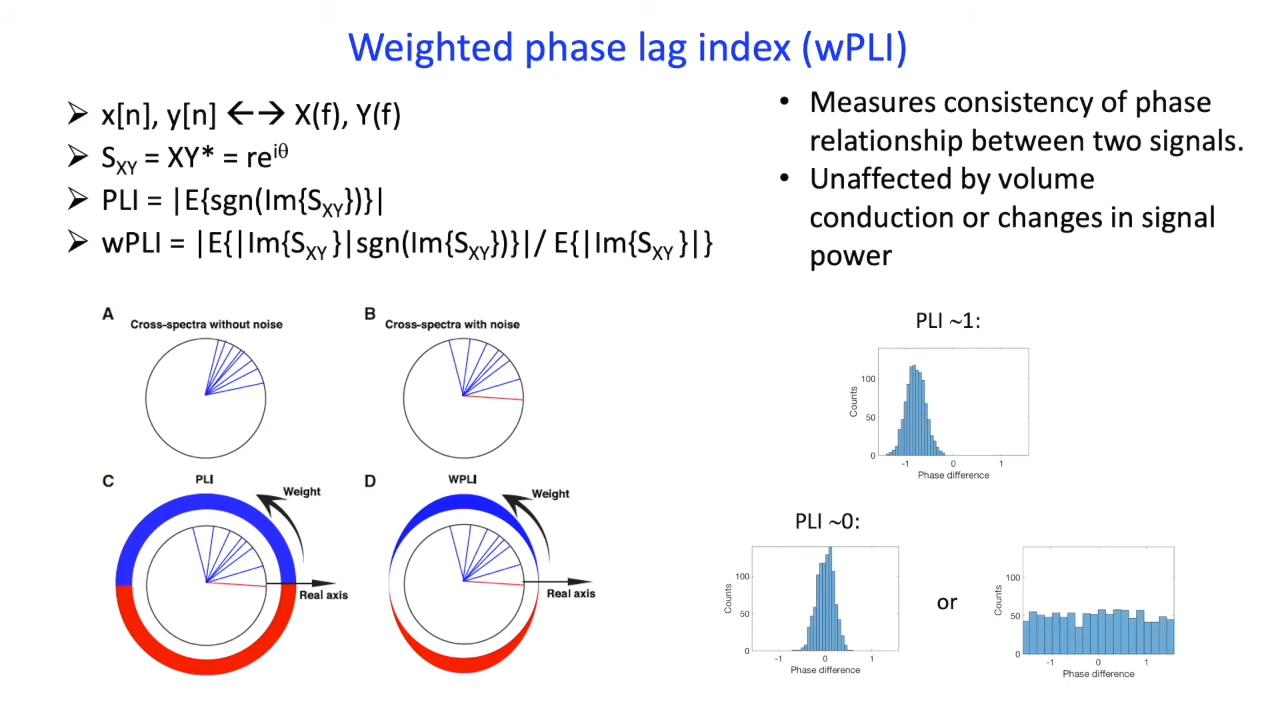 Weighted phase lag index (wPLI)
➢ x[n], y[n] ←→ X(f), Y(f)
➢ S_XY = XY* = re^iθ
➢ PLI = |E{sgn(Im{S_XY})}|
➢ wPLI = |E{|Im{S_XY }|sgn(Im{S_XY})}|/ E{|Im{S_XY }|}
• Measures consistency of phase
relationship between two signals.
• Unaffected by volume
conduction or changes in signal
power
A
Cross-spectra without noise
B
Cross-spectra with noise
C
PLI
Weight
Real axis
D
WPLI
Weight
Real axis
PLI ~1:
Counts
100
50
0
-1 0 1
Phase difference
PLI ~0:
Counts
100
50
0
-1 0 1
Phase difference
or
Counts
100
50
0
-1 0 1
Phase difference